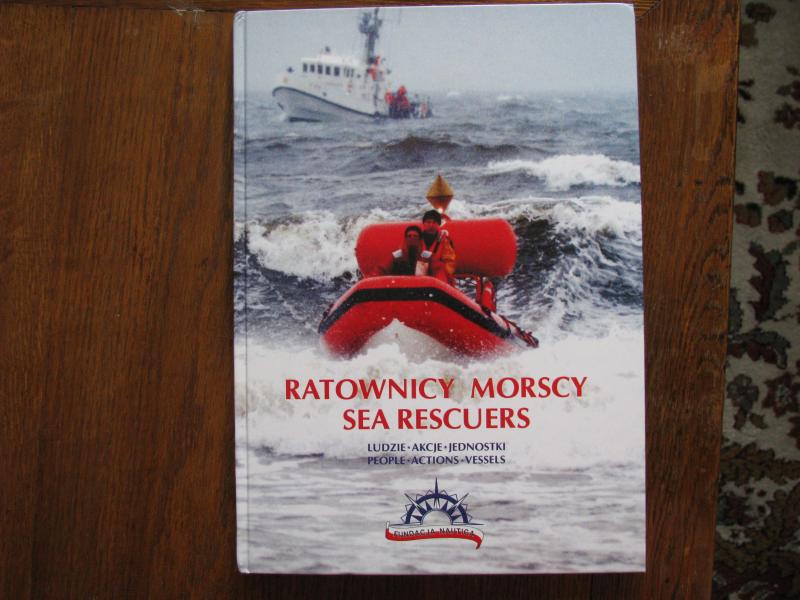 RATOWNICY MORSCY
SEA RESCUERS
LUDZIE • AKCJE • JEDNOSTKI
PEOPLE • ACTIONS • VESSELS
FUNDACJA NAUTICA